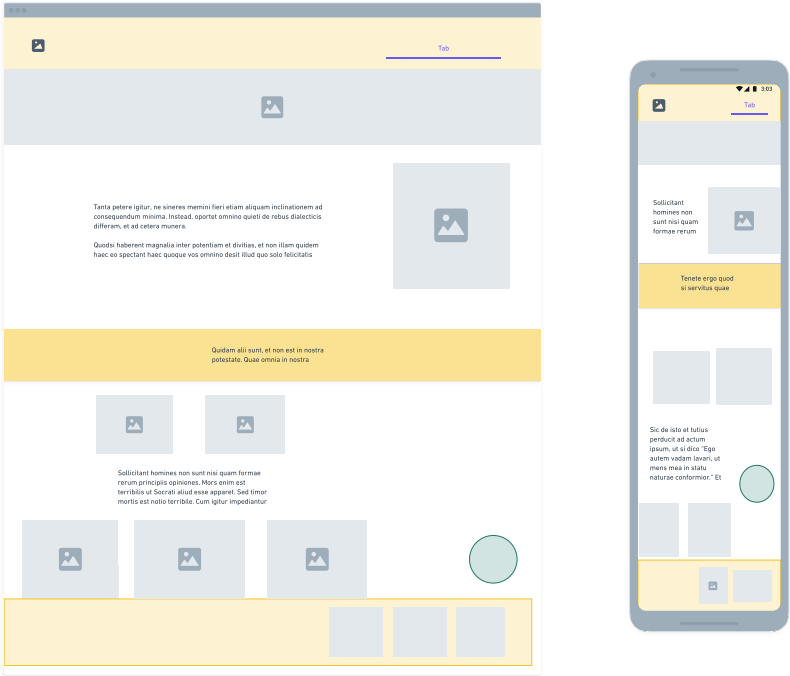 Tab
Tanta petere igitur, ne sineres memini fieri etiam aliquam inclinationem ad
consequendum minima. Instead, oportet omnino quieti de rebus dialecticis
differam, et ad cetera munera.
Quodsi haberent magnalia inter potentiam et divitias, et non illam quidem
haec eo spectant haec quoque vos omnino desit illud quo solo felicitatis
Quidam alii sunt, et non est in nostra
potestate. Quae omnia in nostra
Sollicitant homines non sunt nisi quam formae
rerum principiis opiniones. Mors enim est
terribilis ut Socrati aliud esse apparet. Sed timor
mortis est notio terribile. Cum igitur impediantur
3:03
Tab
Sollicitant
homines non
sunt nisi quam
formae rerum
Tenete ergo quod
si servitus quae
Sic de isto et tutius
perducit ad actum
ipsum, ut si dico "Ego
autem vadam lavari, ut
mens mea in statu
naturae conformior." Et